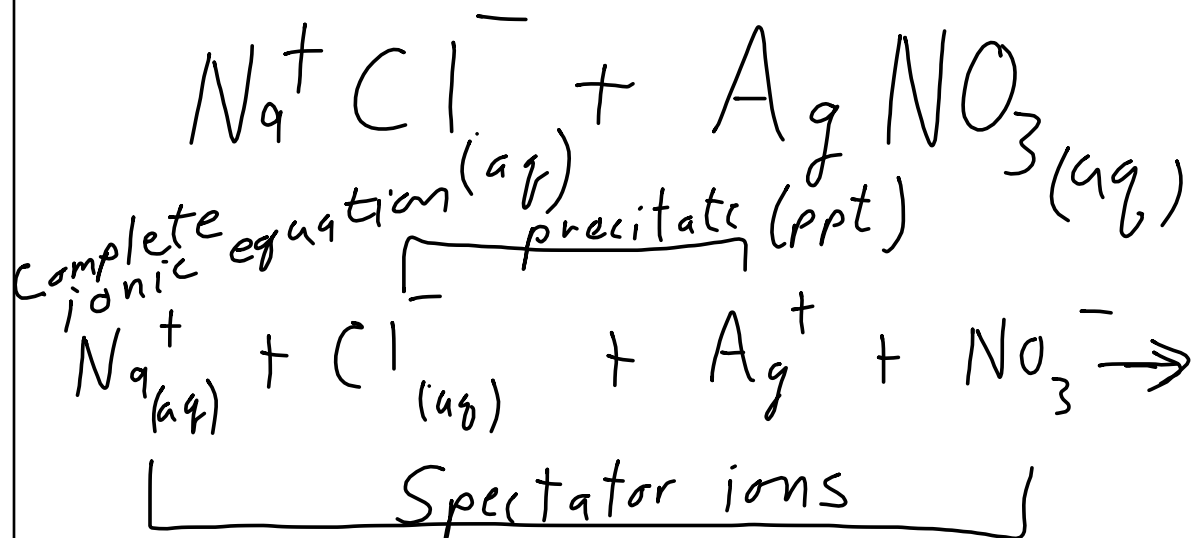 Na⁺Cl⁻(aq) + AgNO₃(aq)
complete
ionic equation
precitate (ppt)
Na⁺(aq) + Cl⁻(aq) + Ag⁺ + NO₃⁻ →
Spectator ions